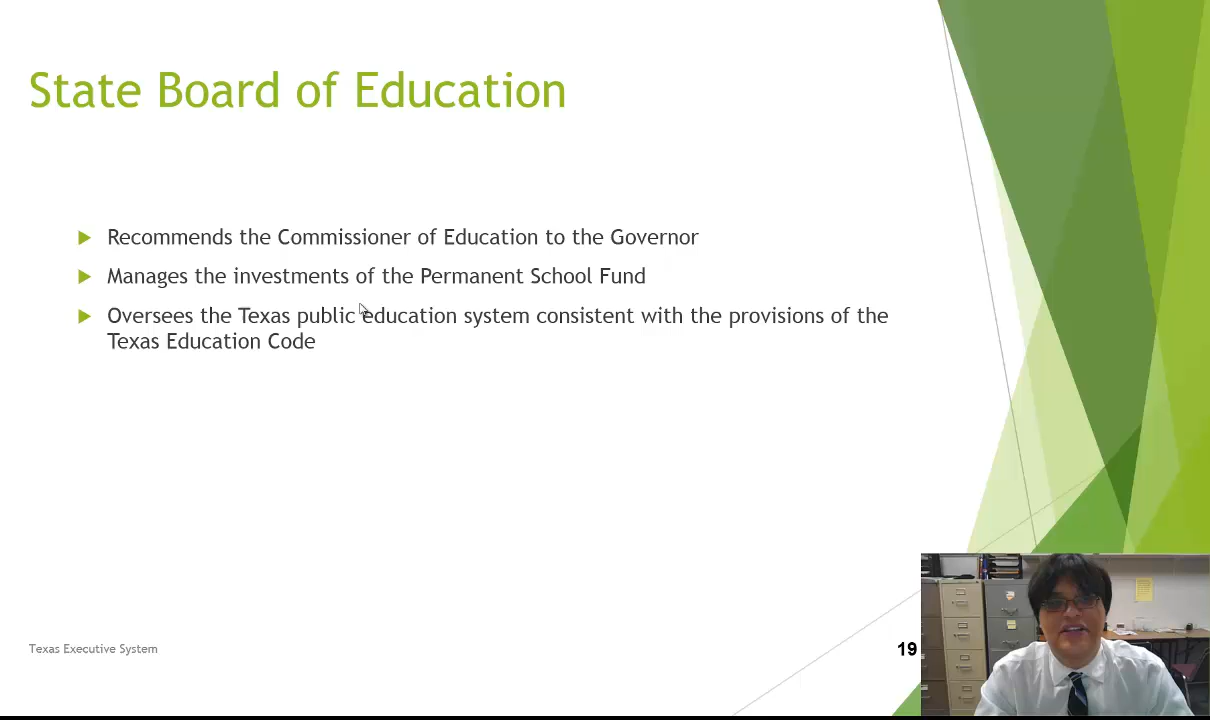 State Board of Education
Recommends the Commissioner of Education to the Governor
Manages the investments of the Permanent School Fund
Oversees the Texas public education system consistent with the provisions of the
Texas Education Code
Texas Executive System
19